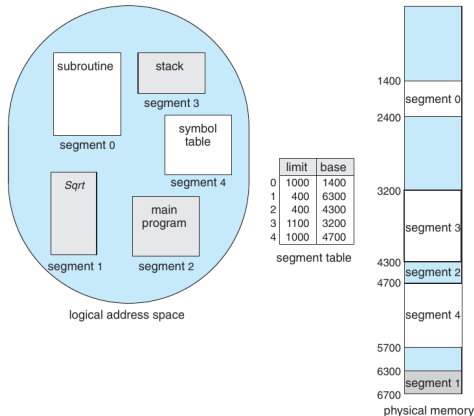 subroutine
segment 0
stack
segment 3
symbol
table
segment 4
Sqrt
segment 1
main
program
segment 2
logical address space
limit base
0 1000 1400
1 400 6300
2 400 4300
3 1100 3200
4 1000 4700
segment table
1400
segment 0
2400
3200
segment 3
4300
segment 2
4700
segment 4
5700
6300
segment 1
6700
physical memory